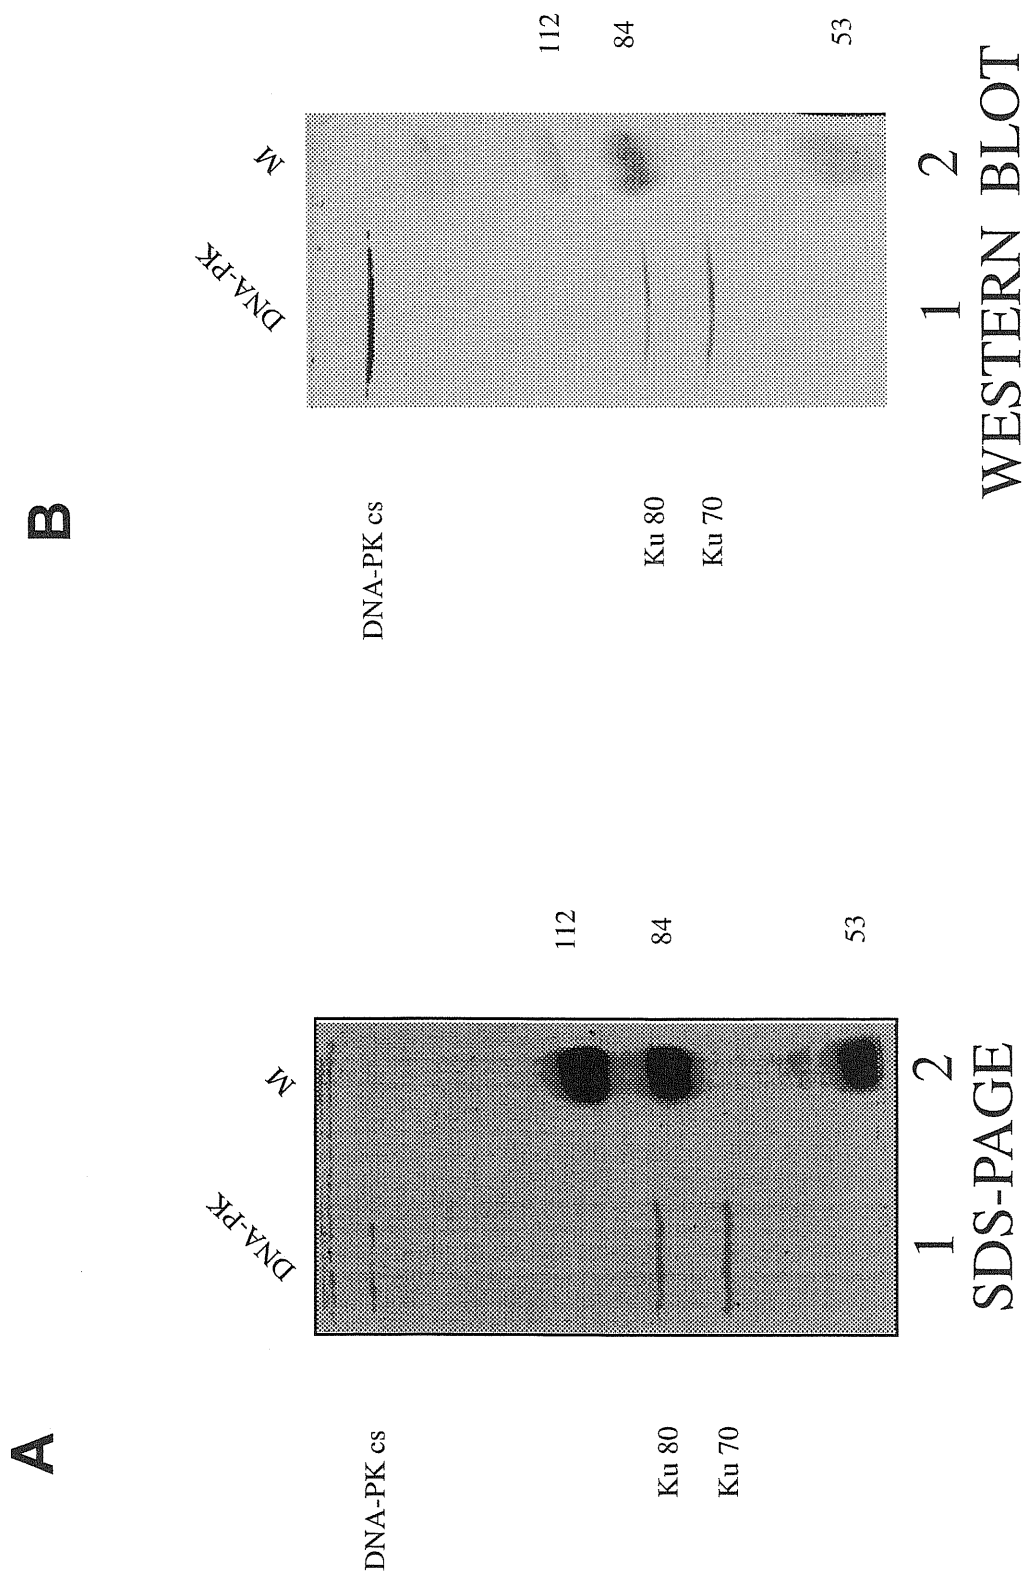 A
DNA-PK
M
DNA-PK cs
112
Ku 80
84
Ku 70
53
1 2
SDS-PAGE
B
DNA-PK
M
DNA-PK cs
112
84
Ku 80
Ku 70
53
1 2
WESTERN BLOT